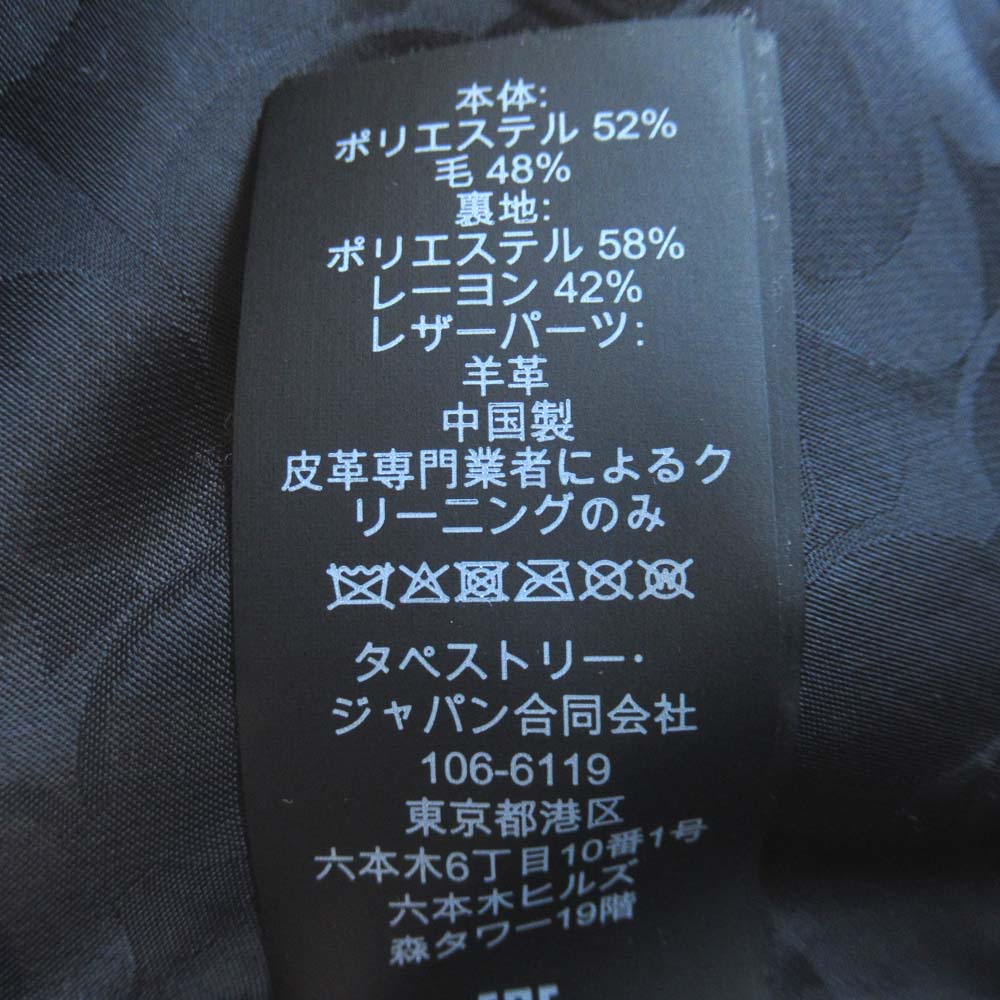 本体:
ポリエステル 52%
毛 48%
裏地:
ポリエステル 58%
レーヨン 42%
レザーパーツ:
羊革
中国製
皮革専門業者によるク
リーニングのみ
タペストリー・
ジャパン合同会社
106-6119
東京都港区
六本木6丁目10番1号
六本木ヒルズ
森タワー19階